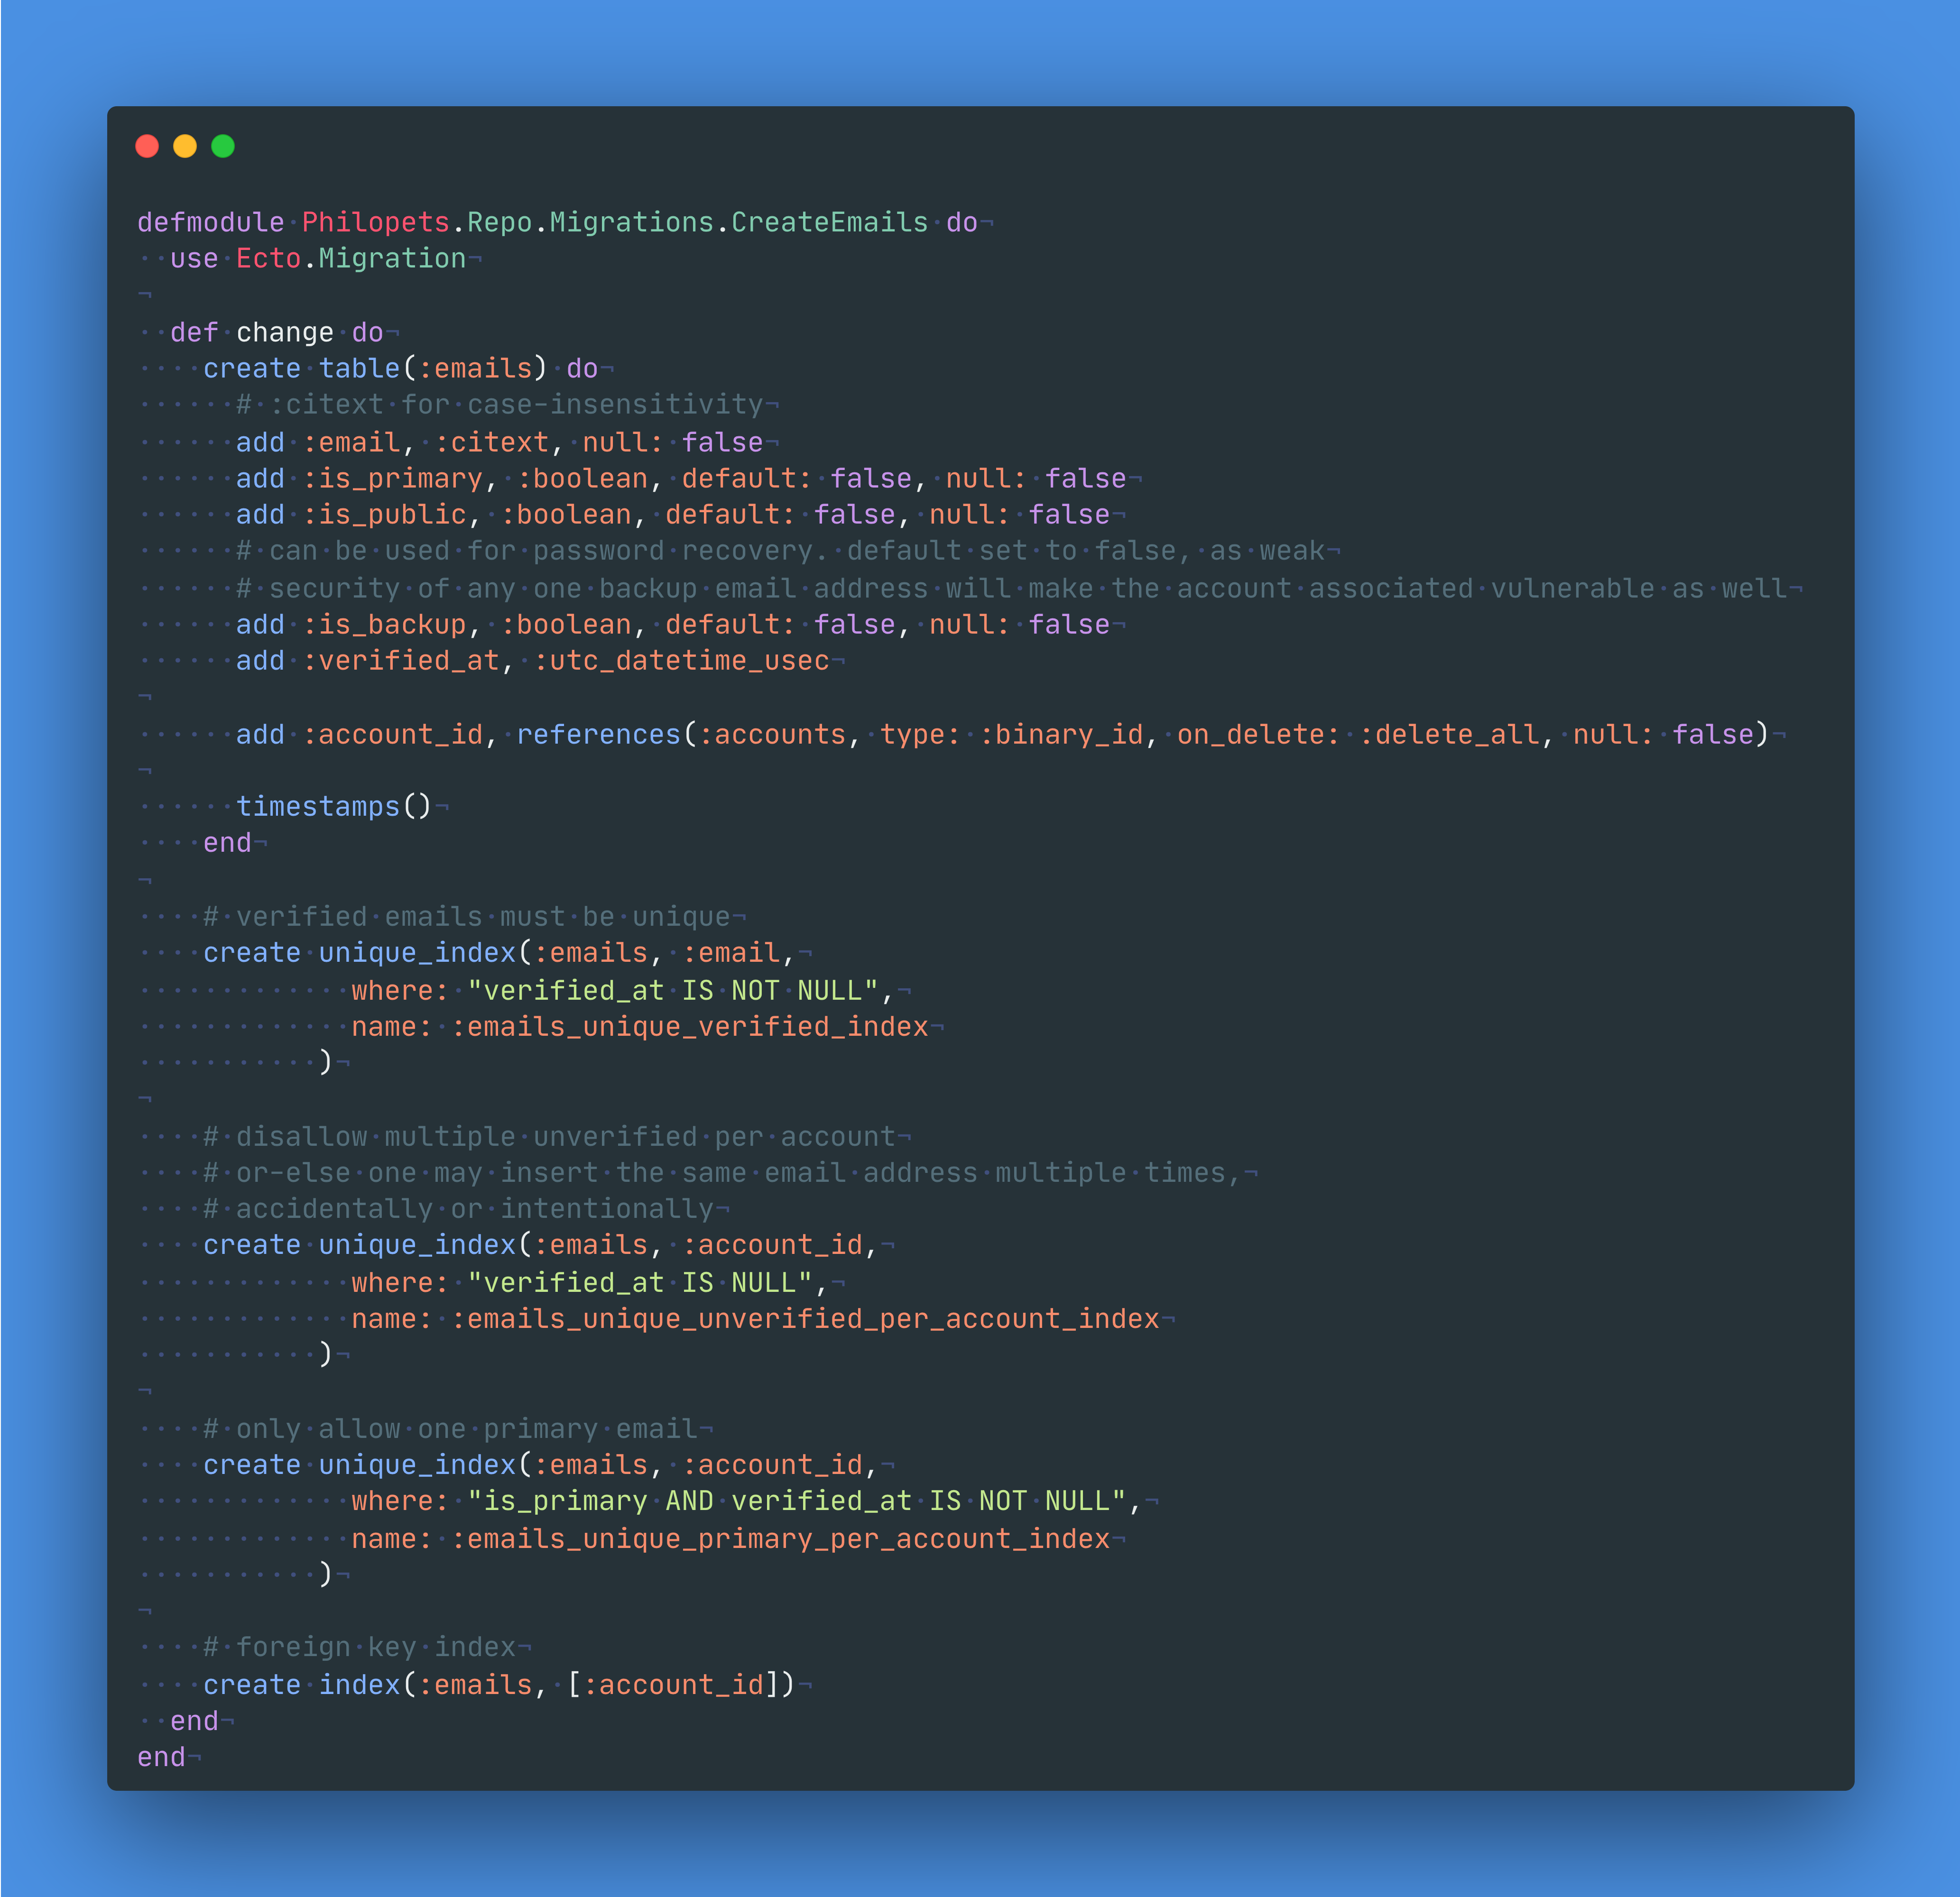 defmodule Philopets.Repo.Migrations.CreateEmails do¬
··use Ecto.Migration¬
¬
··def·change·do¬
····create·table(:emails)·do¬
······#·:citext·for·case-insensitivity¬
······add·:email,·:citext,·null:·false¬
······add·:is_primary,·:boolean,·default:·false,·null:·false¬
······add·:is_public,·:boolean,·default:·false,·null:·false¬
······#·can·be·used·for·password·recovery.·default·set·to·false,·as·weak¬
······#·security·of·any·one·backup·email·address·will·make·the·account·associated·vulnerable·as·well¬
······add·:is_backup,·:boolean,·default:·false,·null:·false¬
······add·:verified_at,·:utc_datetime_usec¬
¬
······add·:account_id,·references(:accounts,·type:·:binary_id,·on_delete:·:delete_all,·null:·false)¬
¬
······timestamps()¬
····end¬
¬
····#·verified·emails·must·be·unique¬
····create·unique_index(:emails,·:email,¬
·············where:·"verified_at·IS·NOT·NULL",¬
·············name:·:emails_unique_verified_index¬
···········)¬
¬
····#·disallow·multiple·unverified·per·account¬
····#·or-else·one·may·insert·the·same·email·address·multiple·times,¬
····#·accidentally·or·intentionally¬
····create·unique_index(:emails,·:account_id,¬
·············where:·"verified_at·IS·NULL",¬
·············name:·:emails_unique_unverified_per_account_index¬
···········)¬
¬
····#·only·allow·one·primary·email¬
····create·unique_index(:emails,·:account_id,¬
·············where:·"is_primary·AND·verified_at·IS·NOT·NULL",¬
·············name:·:emails_unique_primary_per_account_index¬
···········)¬
¬
····#·foreign·key·index¬
····create·index(:emails,·[:account_id])¬
··end¬
end¬